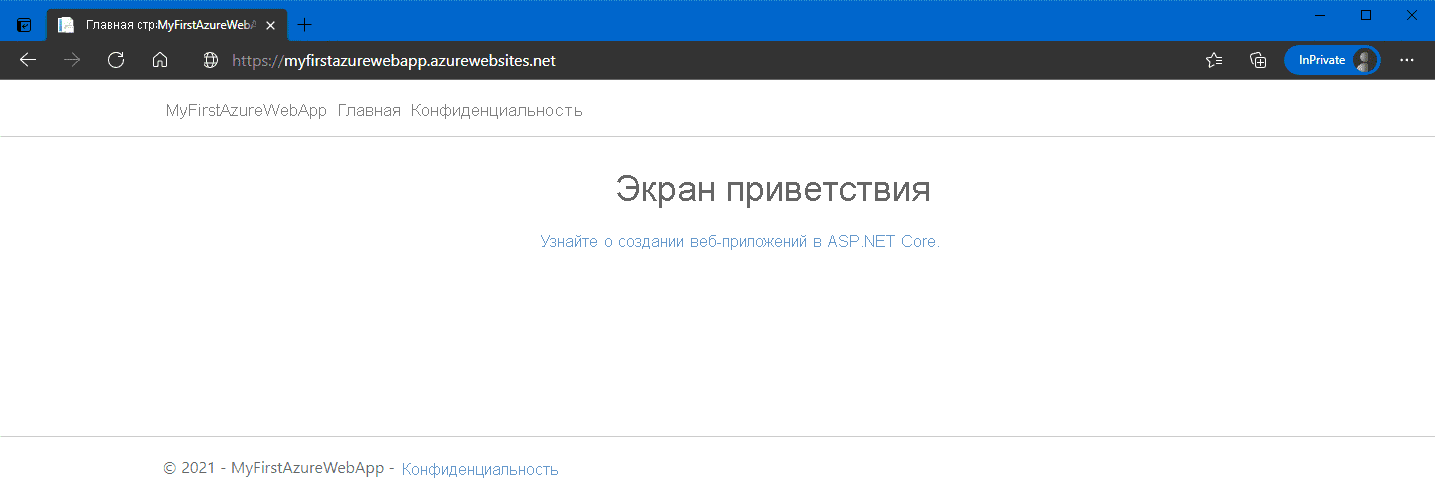 Главная стр MyFirstAzureWebA
https://myfirstazurewebapp.azurewebsites.net
InPrivate
MyFirstAzureWebApp Главная Конфиденциальность
Экран приветствия
Узнайте о создании веб-приложений в ASP.NET Core.
© 2021 - MyFirstAzureWebApp - Конфиденциальность